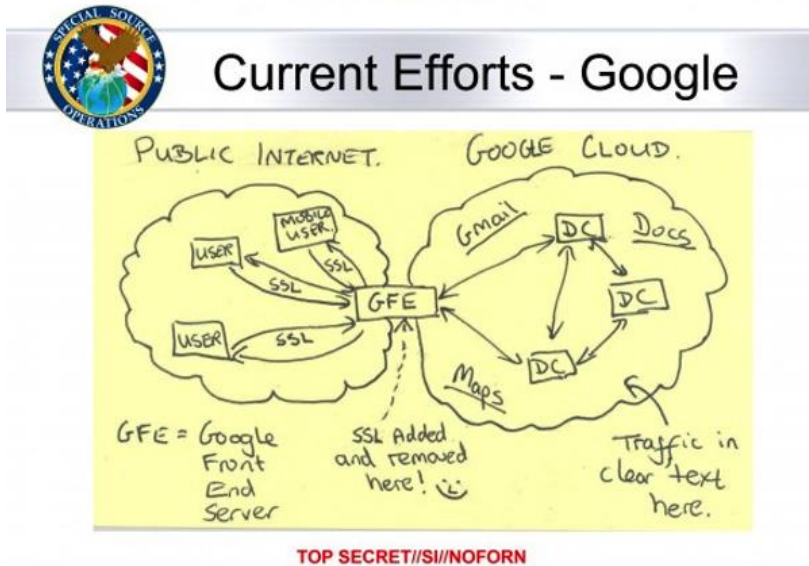 SPECIAL SOURCE
OPERATIONS
Current Efforts - Google
PUBLIC INTERNET.
GOOGLE CLOUD.
MOBILE
USER.
USER
SSL
SSL
USER
SSL
GFE
Gmail
DC
Docs
DC
DC
Maps
GFE = Google
Front
End
Server
SSL Added
and removed
here!
Traffic in
clear text
here.
TOP SECRET//SI//NOFORN